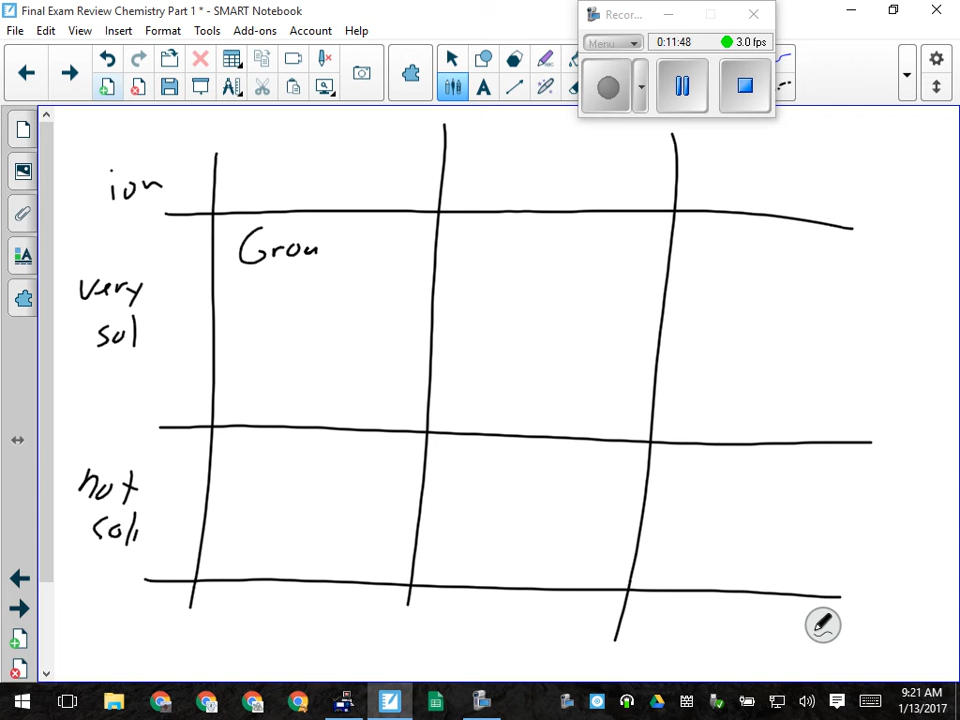 Final Exam Review Chemistry Part 1 * - SMART Notebook
File Edit View Insert Format Tools Add-ons Account Help
Recor...
Menu
0:11:48
3.0 fps
ion
Grou
very
sol
not
sol
9:21 AM
1/13/2017